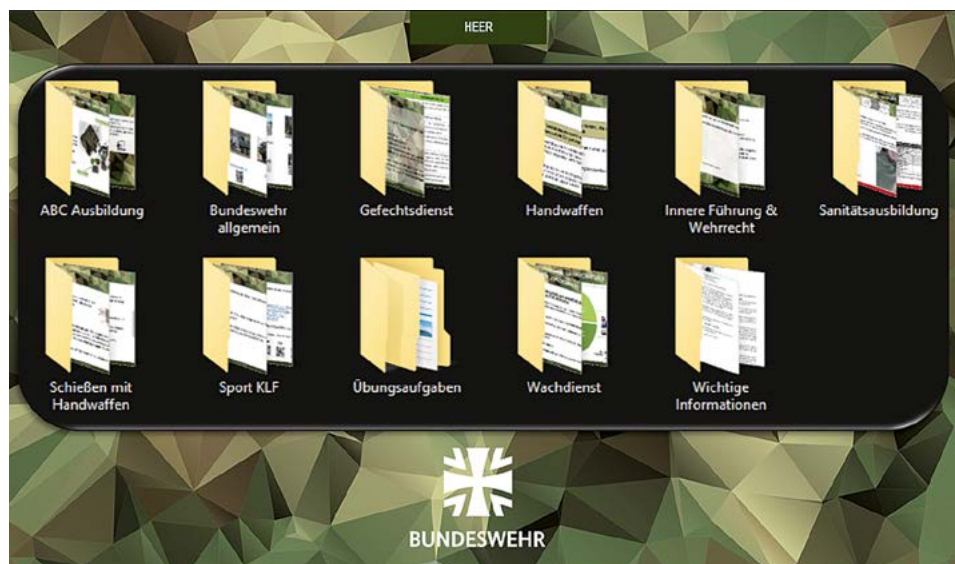 HEER
ABC Ausbildung
Bundeswehr
allgemein
Gefechtsdienst
Handwaffen
Innere Führung &
Wehrrecht
Sanitätsausbildung
Schießen mit
Handwaffen
Sport KLF
Übungsaufgaben
Wachdienst
Wichtige
Informationen
BUNDESWEHR